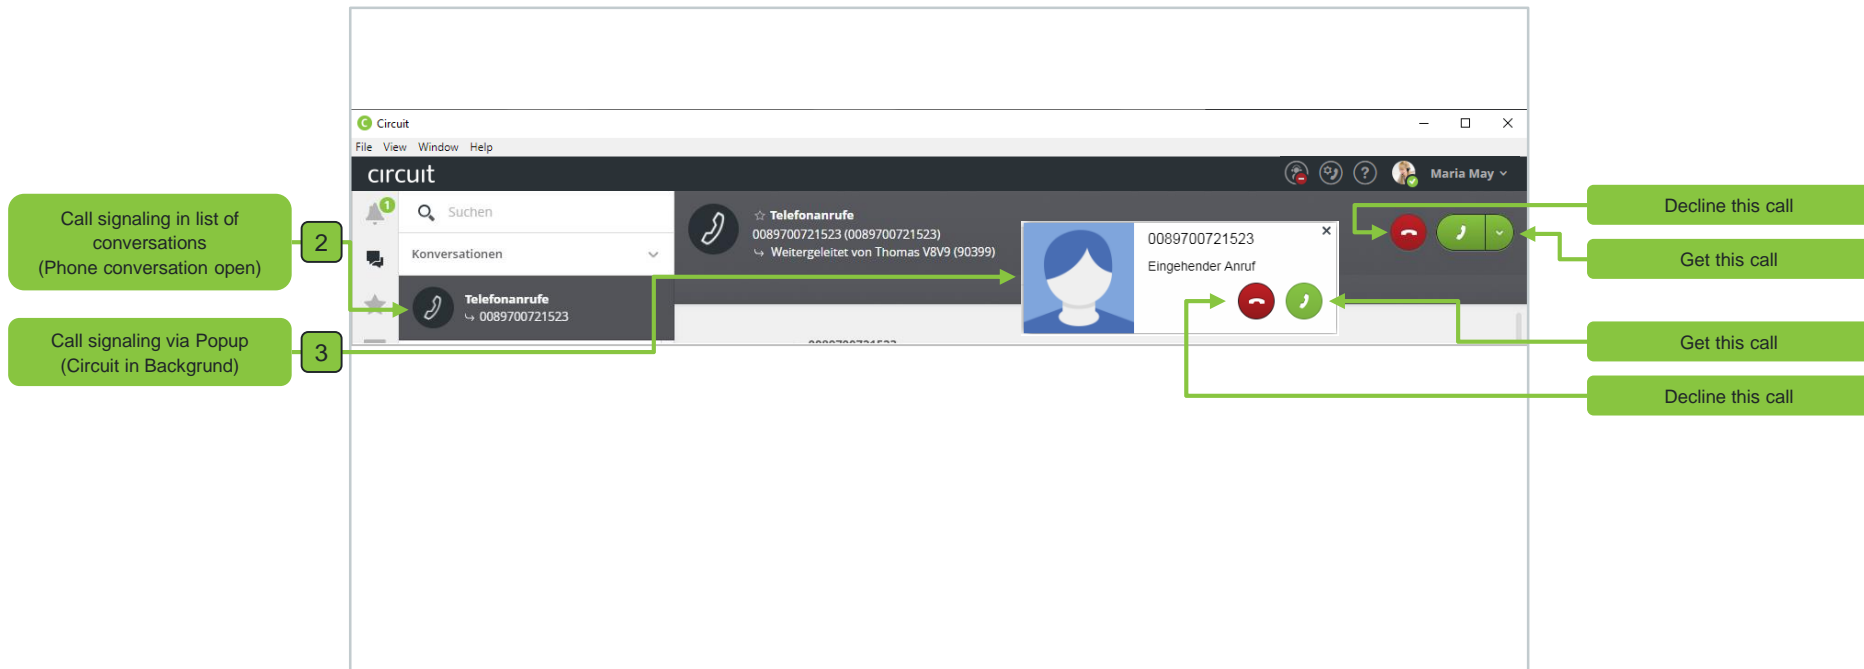 Circuit
File View Window Help
circuit
?
Maria May
1
Suchen
Konversationen
Telefonanrufe
0089700721523
Telefonanrufe
0089700721523 (0089700721523)
Weitergeleitet von Thomas V8V9 (90399)
0089700721523
Eingehender Anruf
0089700721523
Call signaling in list of
conversations
(Phone conversation open)
2
Call signaling via Popup
(Circuit in Backgrund)
3
Decline this call
Get this call
Get this call
Decline this call